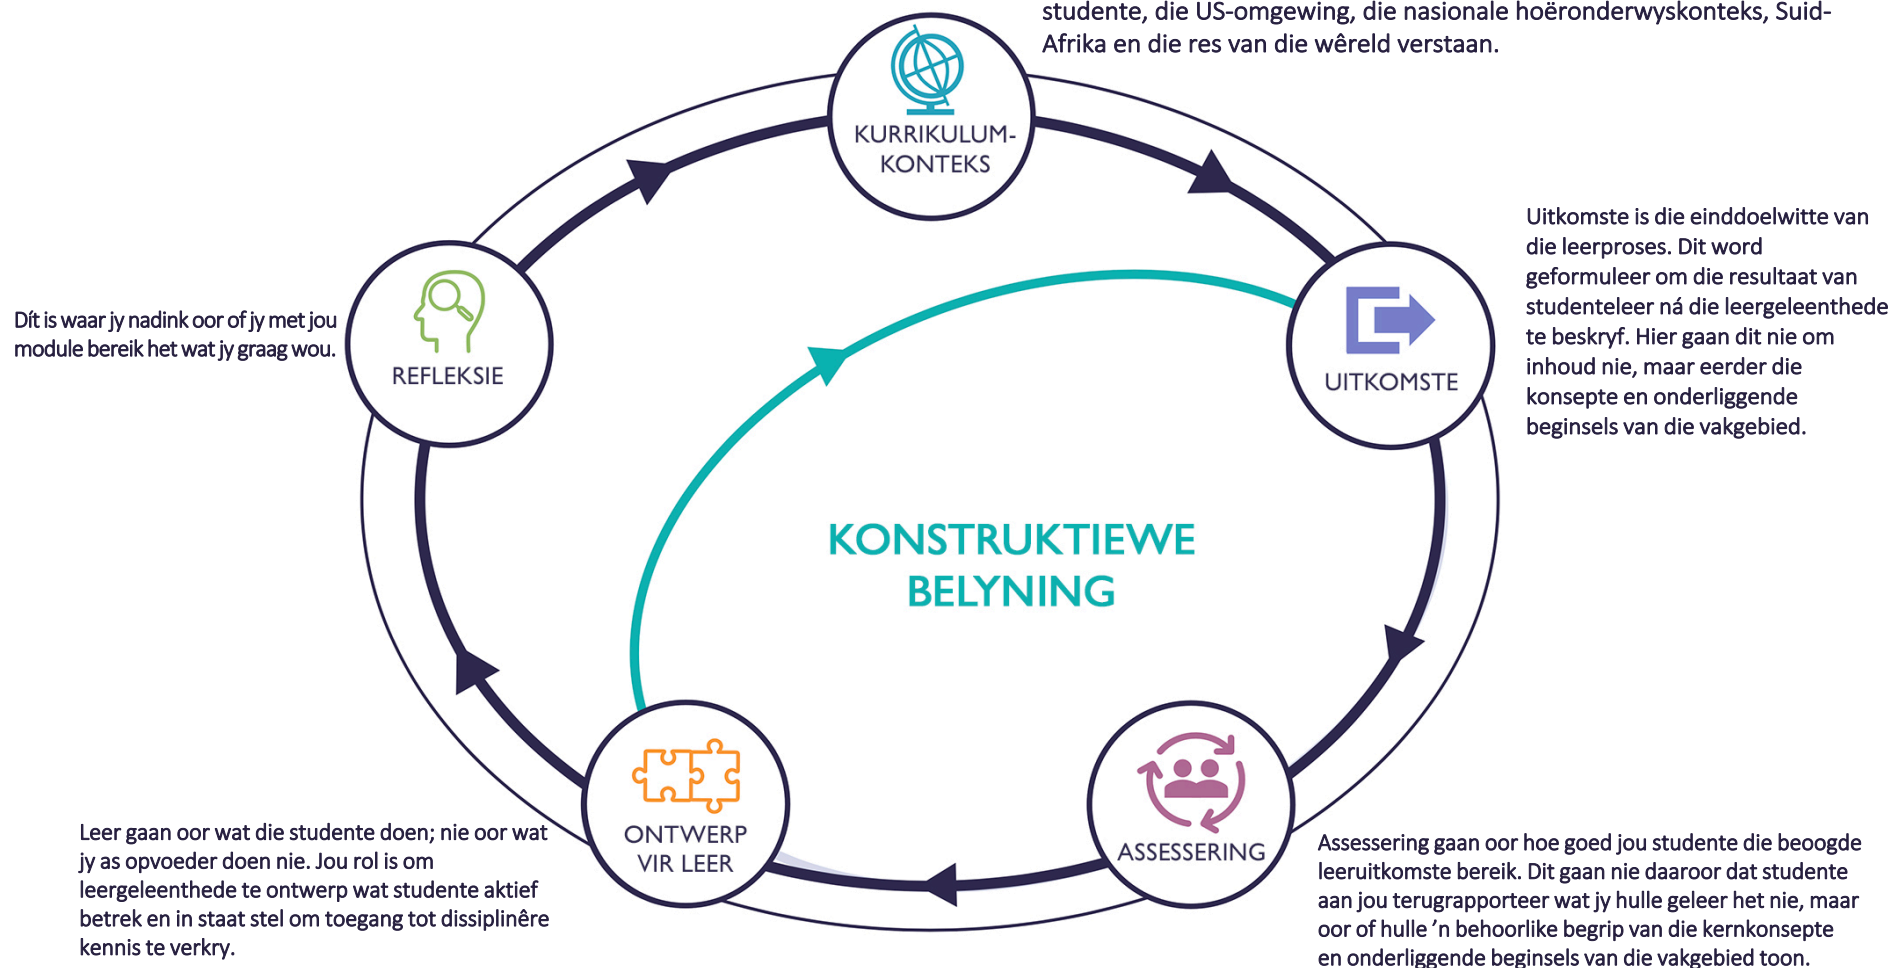 studente, die US-omgewing, die nasionale hoëronderwyskonteks, Suid-
Afrika en die res van die wêreld verstaan.
KURRIKULUM-
KONTEKS
Uitkomste is die einddoelwitte van
die leerproses. Dit word
geformuleer om die resultaat van
studenteleer ná die leergeleenthede
te beskryf. Hier gaan dit nie om
inhoud nie, maar eerder die
konsepte en onderliggende
beginsels van die vakgebied.
UITKOMSTE
Dít is waar jy nadink oor of jy met jou
module bereik het wat jy graag wou.
REFLEKSIE
KONSTRUKTIEWE
BELYNING
ONTWERP
VIR LEER
Leer gaan oor wat die studente doen; nie oor wat
jy as opvoeder doen nie. Jou rol is om
leergeleenthede te ontwerp wat studente aktief
betrek en in staat stel om toegang tot dissiplinêre
kennis te verkry.
ASSESSERING
Assessering gaan oor hoe goed jou studente die beoogde
leeruitkomste bereik. Dit gaan nie daaroor dat studente
aan jou terugrapporteer wat jy hulle geleer het nie, maar
oor of hulle ’n behoorlike begrip van die kernkonsepte
en onderliggende beginsels van die vakgebied toon.